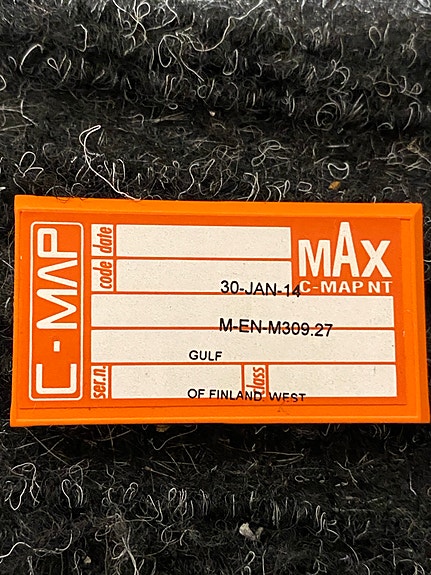 C-MAP
date
MAX
code
30-JAN-14
C-MAP NT
M-EN-M309.27
GULF
ser.n.
class
OF FINLAND WEST